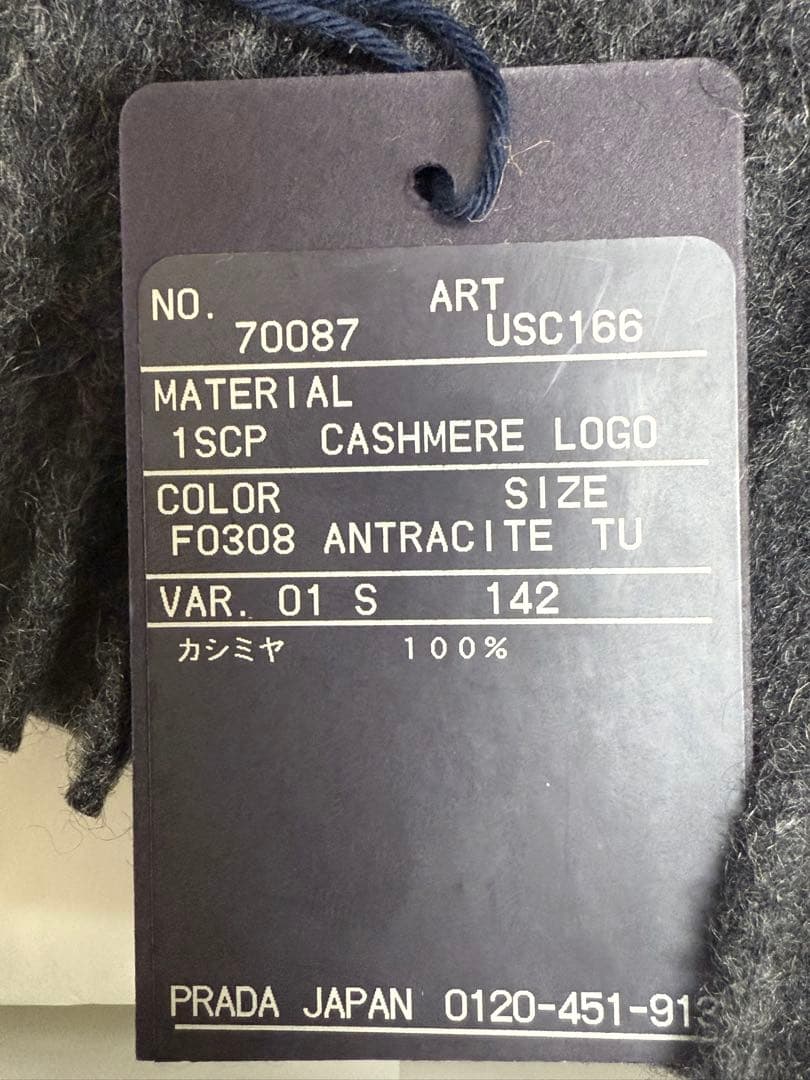 NO. ART
70087 USC166
MATERIAL
1SCP CASHMERE LOGO
COLOR SIZE
F0308 ANTRACITE TU
VAR. 01 S 142
カシミヤ 100%
PRADA JAPAN 0120-451-913